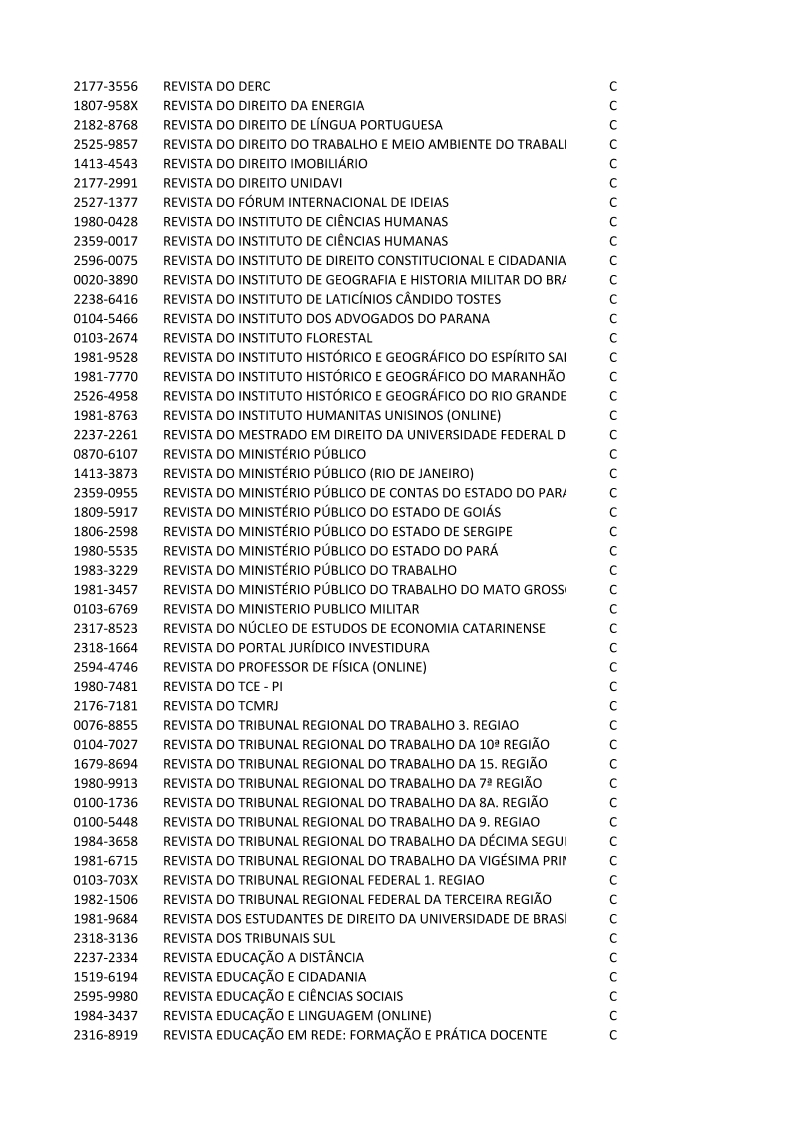 2177-3556 REVISTA DO DERC C
1807-958X REVISTA DO DIREITO DA ENERGIA C
2182-8768 REVISTA DO DIREITO DE LÍNGUA PORTUGUESA C
2525-9857 REVISTA DO DIREITO DO TRABALHO E MEIO AMBIENTE DO TRABALI C
1413-4543 REVISTA DO DIREITO IMOBILIÁRIO C
2177-2991 REVISTA DO DIREITO UNIDAVI C
2527-1377 REVISTA DO FÓRUM INTERNACIONAL DE IDEIAS C
1980-0428 REVISTA DO INSTITUTO DE CIÊNCIAS HUMANAS C
2359-0017 REVISTA DO INSTITUTO DE CIÊNCIAS HUMANAS C
2596-0075 REVISTA DO INSTITUTO DE DIREITO CONSTITUCIONAL E CIDADANIA C
0020-3890 REVISTA DO INSTITUTO DE GEOGRAFIA E HISTORIA MILITAR DO BRA C
2238-6416 REVISTA DO INSTITUTO DE LATICÍNIOS CÂNDIDO TOSTES C
0104-5466 REVISTA DO INSTITUTO DOS ADVOGADOS DO PARANA C
0103-2674 REVISTA DO INSTITUTO FLORESTAL C
1981-9528 REVISTA DO INSTITUTO HISTÓRICO E GEOGRÁFICO DO ESPÍRITO SAI C
1981-7770 REVISTA DO INSTITUTO HISTÓRICO E GEOGRÁFICO DO MARANHÃO C
2526-4958 REVISTA DO INSTITUTO HISTÓRICO E GEOGRÁFICO DO RIO GRANDE C
1981-8763 REVISTA DO INSTITUTO HUMANITAS UNISINOS (ONLINE) C
2237-2261 REVISTA DO MESTRADO EM DIREITO DA UNIVERSIDADE FEDERAL D C
0870-6107 REVISTA DO MINISTÉRIO PÚBLICO C
1413-3873 REVISTA DO MINISTÉRIO PÚBLICO (RIO DE JANEIRO) C
2359-0955 REVISTA DO MINISTÉRIO PÚBLICO DE CONTAS DO ESTADO DO PARA C
1809-5917 REVISTA DO MINISTÉRIO PÚBLICO DO ESTADO DE GOIÁS C
1806-2598 REVISTA DO MINISTÉRIO PÚBLICO DO ESTADO DE SERGIPE C
1980-5535 REVISTA DO MINISTÉRIO PÚBLICO DO ESTADO DO PARÁ C
1983-3229 REVISTA DO MINISTÉRIO PÚBLICO DO TRABALHO C
1981-3457 REVISTA DO MINISTÉRIO PÚBLICO DO TRABALHO DO MATO GROSSO C
0103-6769 REVISTA DO MINISTERIO PUBLICO MILITAR C
2317-8523 REVISTA DO NÚCLEO DE ESTUDOS DE ECONOMIA CATARINENSE C
2318-1664 REVISTA DO PORTAL JURÍDICO INVESTIDURA C
2594-4746 REVISTA DO PROFESSOR DE FÍSICA (ONLINE) C
1980-7481 REVISTA DO TCE - PI C
2176-7181 REVISTA DO TCMRJ C
0076-8855 REVISTA DO TRIBUNAL REGIONAL DO TRABALHO 3. REGIAO C
0104-7027 REVISTA DO TRIBUNAL REGIONAL DO TRABALHO DA 10ª REGIÃO C
1679-8694 REVISTA DO TRIBUNAL REGIONAL DO TRABALHO DA 15. REGIÃO C
1980-9913 REVISTA DO TRIBUNAL REGIONAL DO TRABALHO DA 7ª REGIÃO C
0100-1736 REVISTA DO TRIBUNAL REGIONAL DO TRABALHO DA 8A. REGIÃO C
0100-5448 REVISTA DO TRIBUNAL REGIONAL DO TRABALHO DA 9. REGIAO C
1984-3658 REVISTA DO TRIBUNAL REGIONAL DO TRABALHO DA DÉCIMA SEGUI C
1981-6715 REVISTA DO TRIBUNAL REGIONAL DO TRABALHO DA VIGÉSIMA PRIM C
0103-703X REVISTA DO TRIBUNAL REGIONAL FEDERAL 1. REGIAO C
1982-1506 REVISTA DO TRIBUNAL REGIONAL FEDERAL DA TERCEIRA REGIÃO C
1981-9684 REVISTA DOS ESTUDANTES DE DIREITO DA UNIVERSIDADE DE BRASI C
2318-3136 REVISTA DOS TRIBUNAIS SUL C
2237-2334 REVISTA EDUCAÇÃO A DISTÂNCIA C
1519-6194 REVISTA EDUCAÇÃO E CIDADANIA C
2595-9980 REVISTA EDUCAÇÃO E CIÊNCIAS SOCIAIS C
1984-3437 REVISTA EDUCAÇÃO E LINGUAGEM (ONLINE) C
2316-8919 REVISTA EDUCAÇÃO EM REDE: FORMAÇÃO E PRÁTICA DOCENTE C